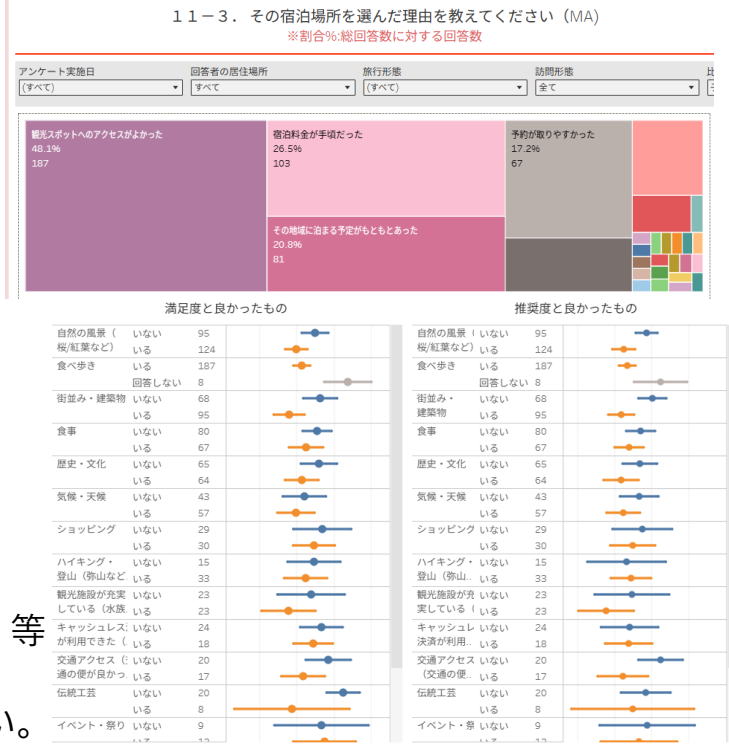 １１－３． その宿泊場所を選んだ理由を教えてください（MA)
※割合%:総回答数に対する回答数
アンケート実施日 回答者の居住場所 旅行形態 訪問形態
(すべて) すべて (すべて) 全て
観光スポットへのアクセスがよかった 宿泊料金が手頃だった 予約が取りやすかった
48.1% 26.5% 17.2%
187 103 67
その地域に泊まる予定がもともとあった
20.8%
81
満足度と良かったもの 推奨度と良かったもの
自然の風景（ いない 95 自然の風景（ いない 95
桜/紅葉など） いる 124 桜/紅葉など） いる 124
食べ歩き いる 187 食べ歩き いる 187
回答しない 8 回答しない 8
街並み・建築物 いない 68 街並み・ いない 68
いる 95 建築物 いる 95
食事 いない 80 食事 いない 80
いる 67 いる 67
歴史・文化 いない 65 歴史・文化 いない 65
いる 64 いる 64
気候・天候 いない 43 気候・天候 いない 43
いる 57 いる 57
ショッピング いない 29 ショッピング いない 29
いる 30 いる 30
ハイキング・ いない 15 ハイキング・ いない 15
登山（弥山など いる 33 登山（弥山.. いる 33
観光施設が充実 いない 23 観光施設が充 いない 23
している（水族 いる 23 実している（ いる 23
等
キャッシュレス いない 24 キャッシュレ いない 24
が利用できた（. いる 18 決済が利用.. いる 18
交通アクセス（ いない 20 交通アクセス いない 20
通の便が良かっ. いる 17 （交通の便.. いる 17
伝統工芸 いない 20 伝統工芸 いない 20
いる 8 いる 8
い。
イベント・祭り いない 9 イベント・祭 いない 9